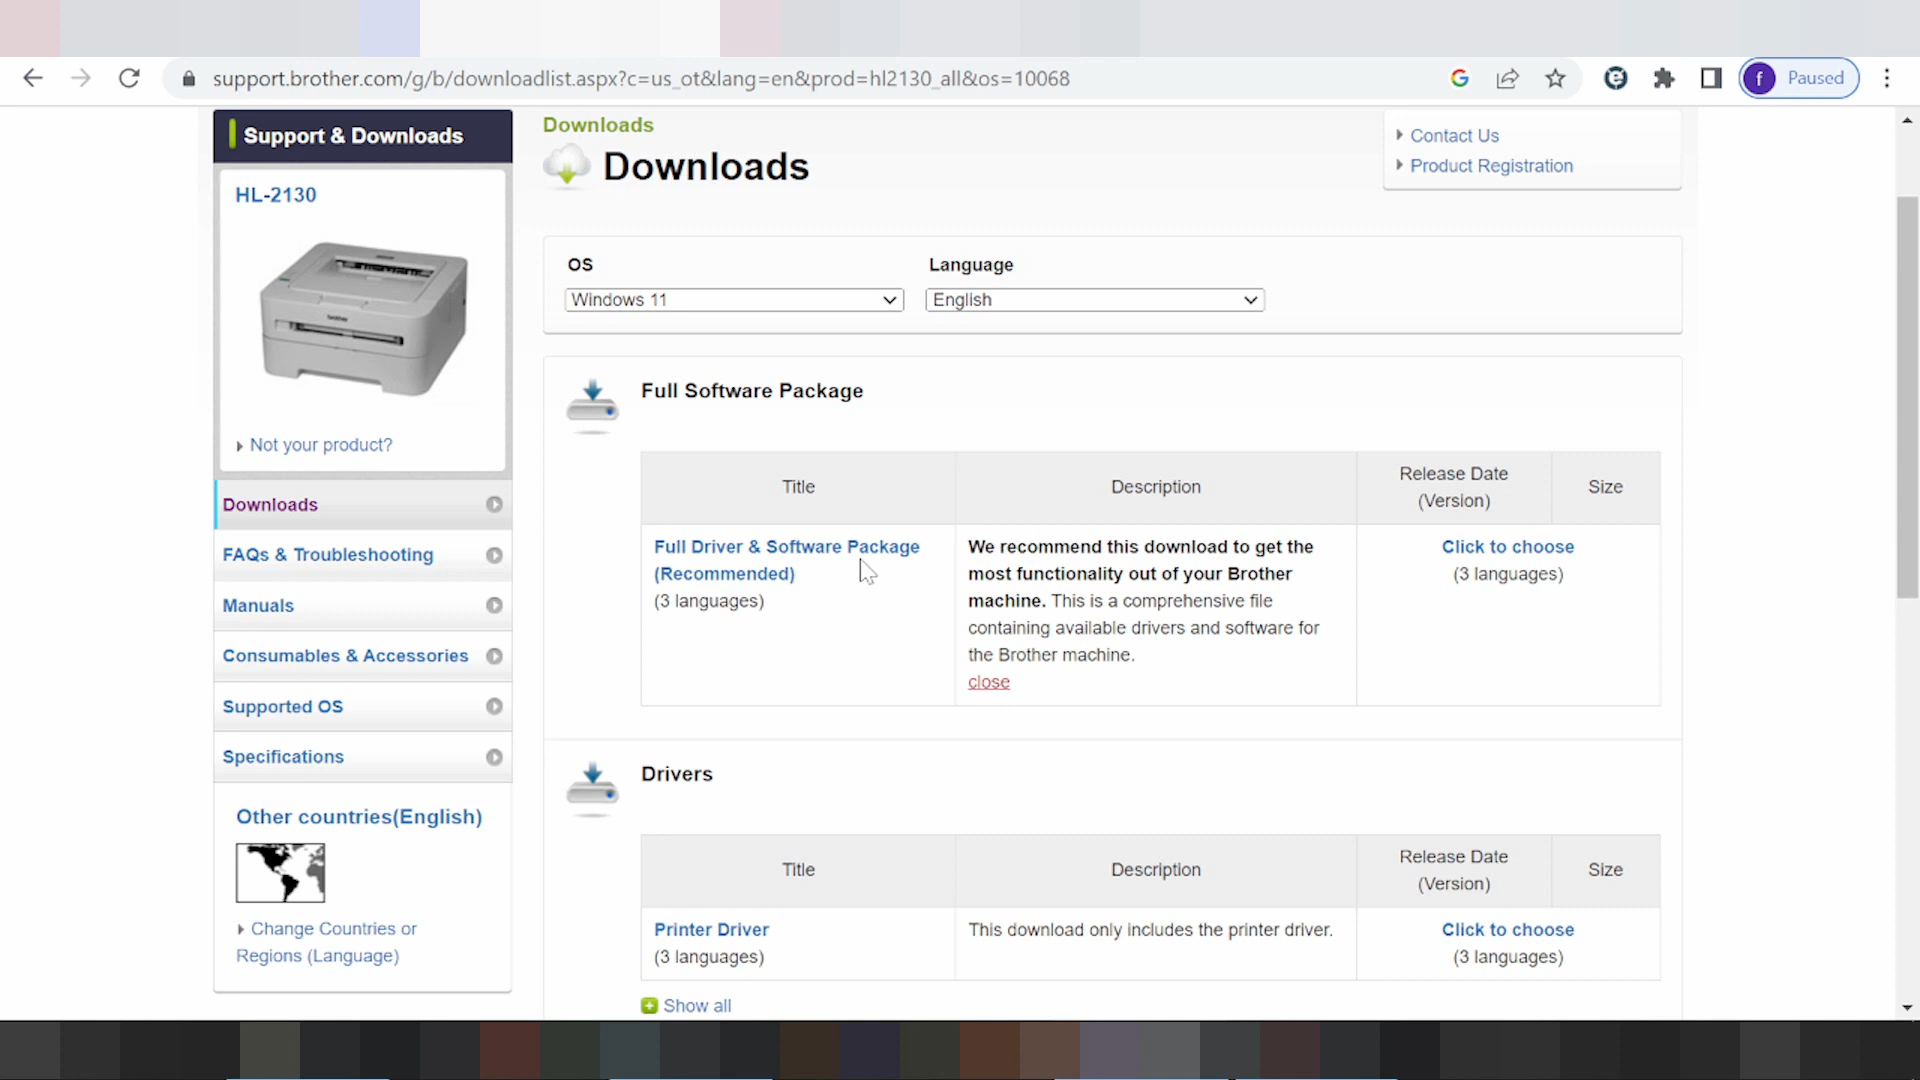 support.brother.com/g/b/downloadlist.aspx?c=us_ot&lang=en&prod=hl2130_all&os=10068
f
Paused
Support & Downloads
HL-2130
brother
Not your product?
Downloads
FAQs & Troubleshooting
Manuals
Consumables & Accessories
Supported OS
Specifications
Other countries(English)
Change Countries or
Regions (Language)
Downloads
Downloads
Contact Us
Product Registration
OS
Language
Windows 11
English
Full Software Package
Title
Description
Release Date
(Version)
Size
Full Driver & Software Package
(Recommended)
(3 languages)
We recommend this download to get the
most functionality out of your Brother
machine. This is a comprehensive file
containing available drivers and software for
the Brother machine.
close
Click to choose
(3 languages)
Drivers
Title
Description
Release Date
(Version)
Size
Printer Driver
(3 languages)
This download only includes the printer driver.
Click to choose
(3 languages)
Show all